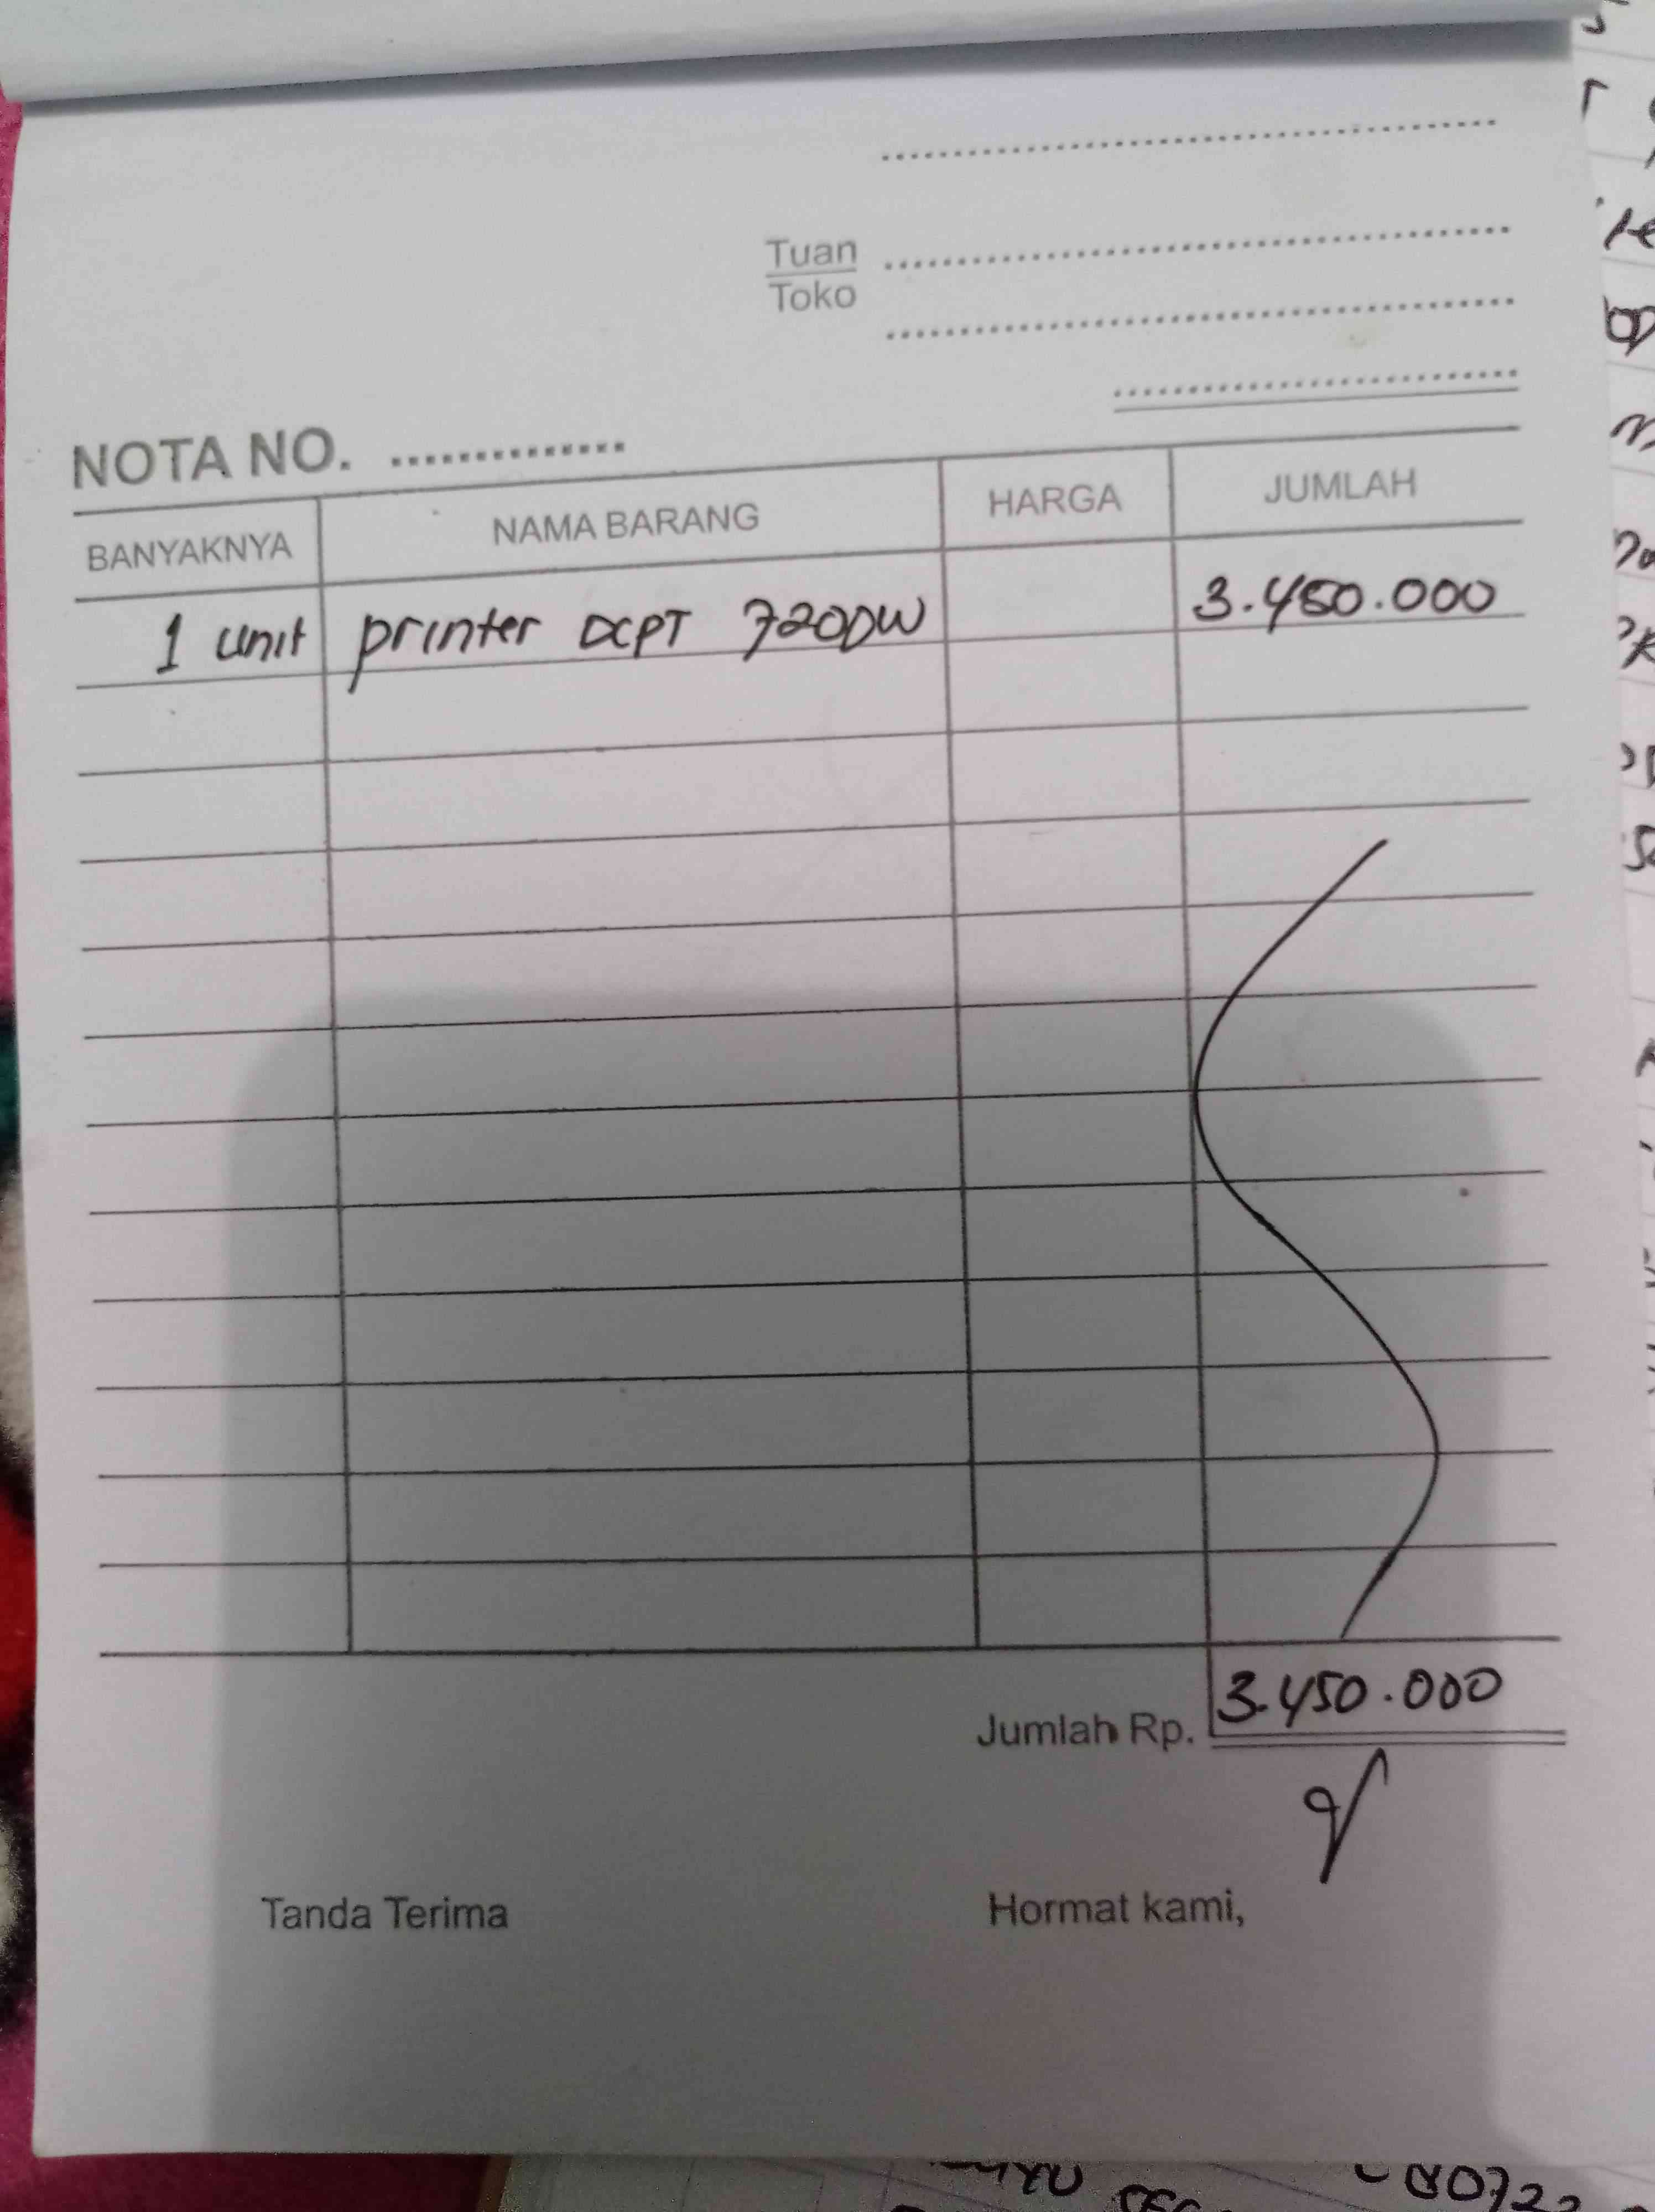 Tuan
Toko
NOTA NO. ..............
BANYAKNYA NAMA BARANG HARGA JUMLAH
1 unit printer DCPT 720DW 3.450.000
Jumlah Rp. 3.450.000
Tanda Terima Hormat kami,